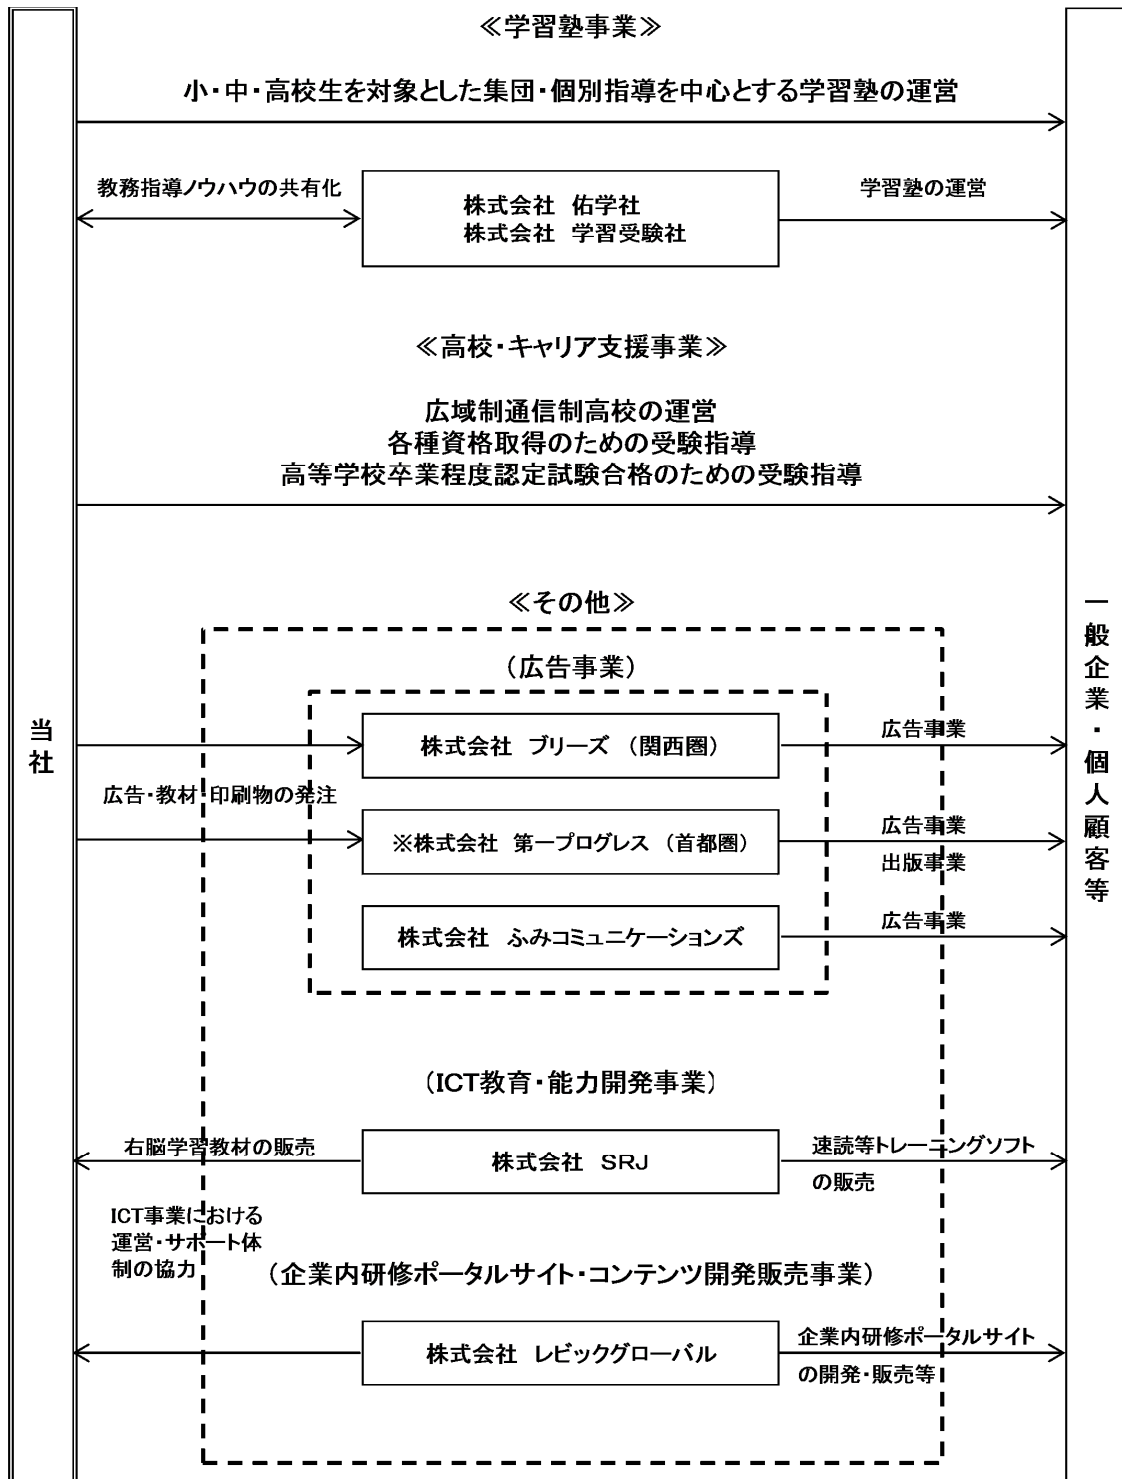 ≪学習塾事業≫
小・中・高校生を対象とした集団・個別指導を中心とする学習塾の運営
教務指導ノウハウの共有化
株式会社 佑学社
株式会社 学習受験社
学習塾の運営
≪高校・キャリア支援事業≫
広域制通信制高校の運営
各種資格取得のための受験指導
高等学校卒業程度認定試験合格のための受験指導
≪その他≫
(広告事業)
当社
一般企業・個人顧客等
株式会社 ブリーズ (関西圏)
広告事業
広告・教材・印刷物の発注
※株式会社 第一プログレス (首都圏)
広告事業
出版事業
株式会社 ふみコミュニケーションズ
広告事業
(ICT教育・能力開発事業)
右脳学習教材の販売
株式会社 SRJ
速読等トレーニングソフト
の販売
ICT事業における
運営・サポート体
制の協力
(企業内研修ポータルサイト・コンテンツ開発販売事業)
株式会社 レビックグローバル
企業内研修ポータルサイト
の開発・販売等